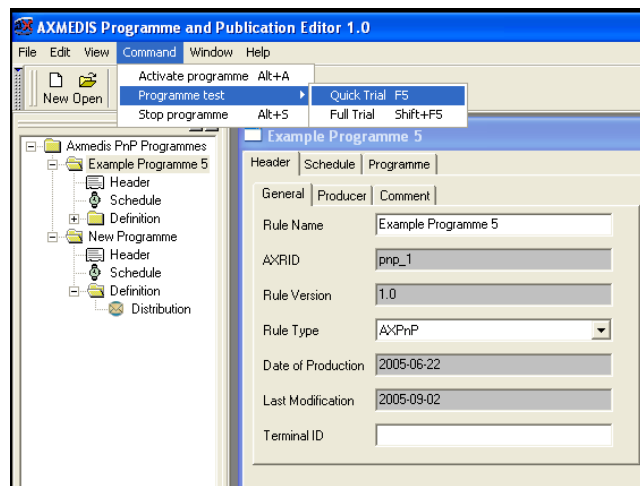 AXMEDIS Programme and Publication Editor 1.0
File Edit View Command Window Help
Activate programme Alt+A
Programme test
Stop programme Alt+S
Quick Trial F5
Full Trial Shift+F5
New Open
Axmedis PnP Programmes
Example Programme 5
Header
Schedule
Definition
New Programme
Header
Schedule
Definition
Distribution
Example Programme 5
Header Schedule Programme
General Producer Comment
Rule Name Example Programme 5
AXRID pnp_1
Rule Version 1.0
Rule Type AXPnP
Date of Production 2005-06-22
Last Modification 2005-09-02
Terminal ID